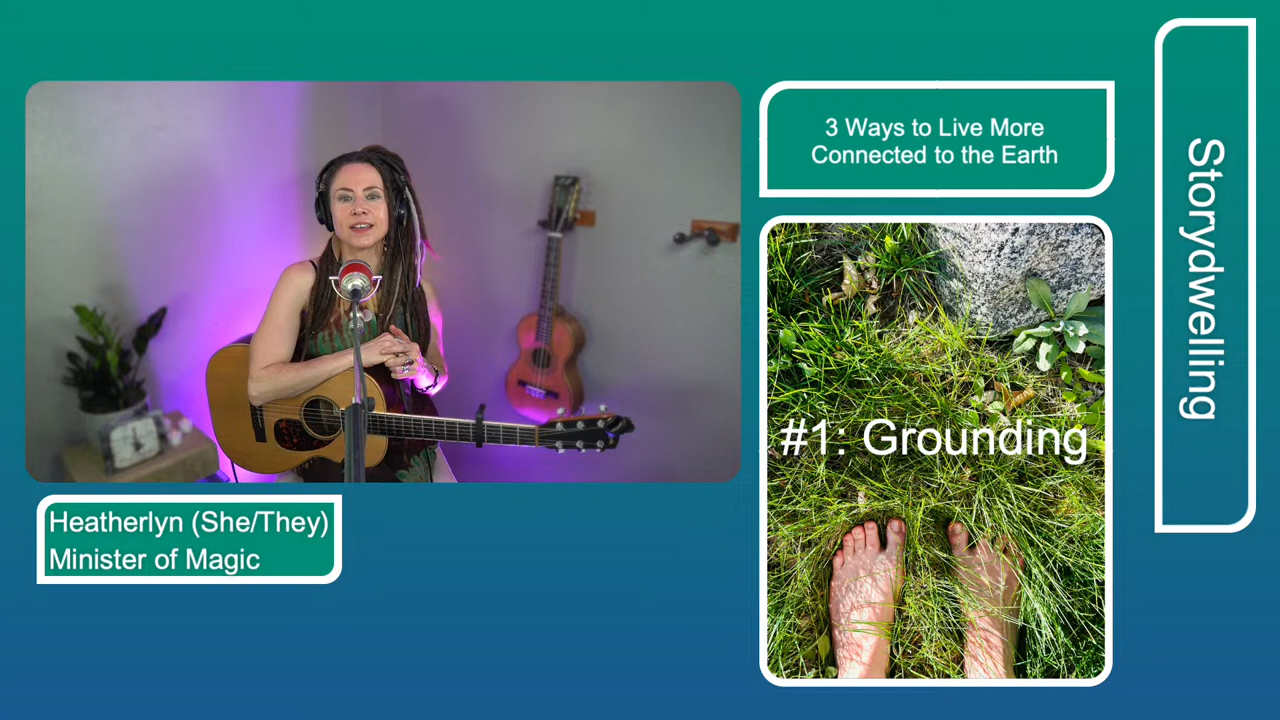 3 Ways to Live More
Connected to the Earth
Storydwelling
#1: Grounding
Heatherlyn (She/They)
Minister of Magic